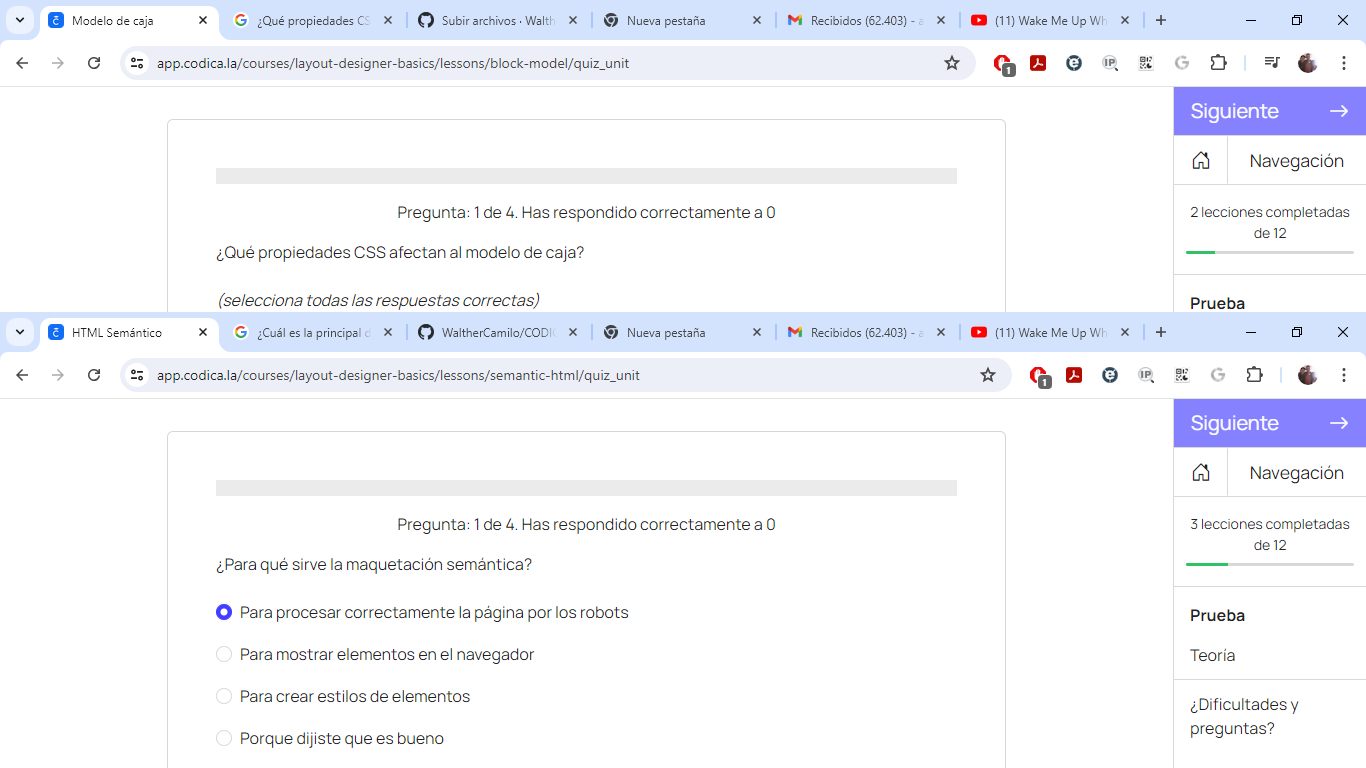 Modelo de caja
¿Qué propiedades CS
Subir archivos · Walth
Nueva pestaña
Recibidos (62.403) - a
(11) Wake Me Up Wh
app.codica.la/courses/layout-designer-basics/lessons/block-model/quiz_unit
1
Siguiente
Navegación
2 lecciones completadas
de 12
Prueba
Pregunta: 1 de 4. Has respondido correctamente a 0
¿Qué propiedades CSS afectan al modelo de caja?
(selecciona todas las respuestas correctas)
HTML Semántico
¿Cuál es la principal d
WaltherCamilo/CODIC
Nueva pestaña
Recibidos (62.403) - a
(11) Wake Me Up Wh
app.codica.la/courses/layout-designer-basics/lessons/semantic-html/quiz_unit
1
Siguiente
Navegación
3 lecciones completadas
de 12
Prueba
Teoría
¿Dificultades y
preguntas?
Pregunta: 1 de 4. Has respondido correctamente a 0
¿Para qué sirve la maquetación semántica?
Para procesar correctamente la página por los robots
Para mostrar elementos en el navegador
Para crear estilos de elementos
Porque dijiste que es bueno